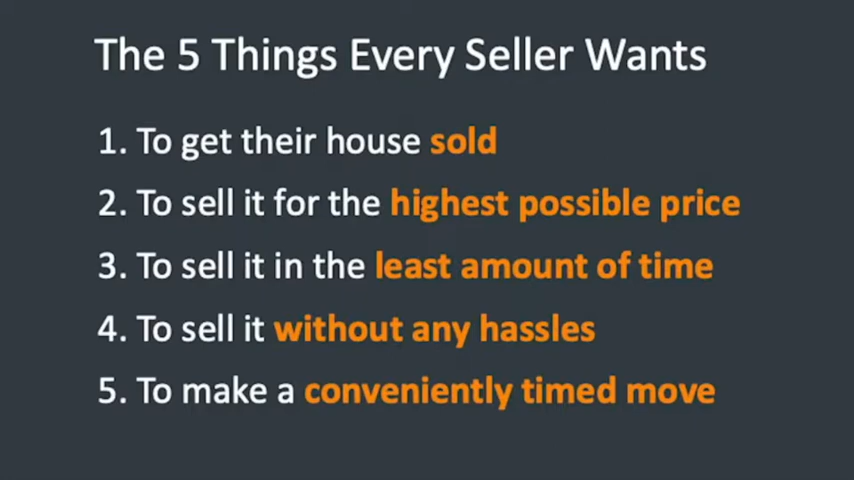 The 5 Things Every Seller Wants
1. To get their house sold
2. To sell it for the highest possible price
3. To sell it in the least amount of time
4. To sell it without any hassles
5. To make a conveniently timed move